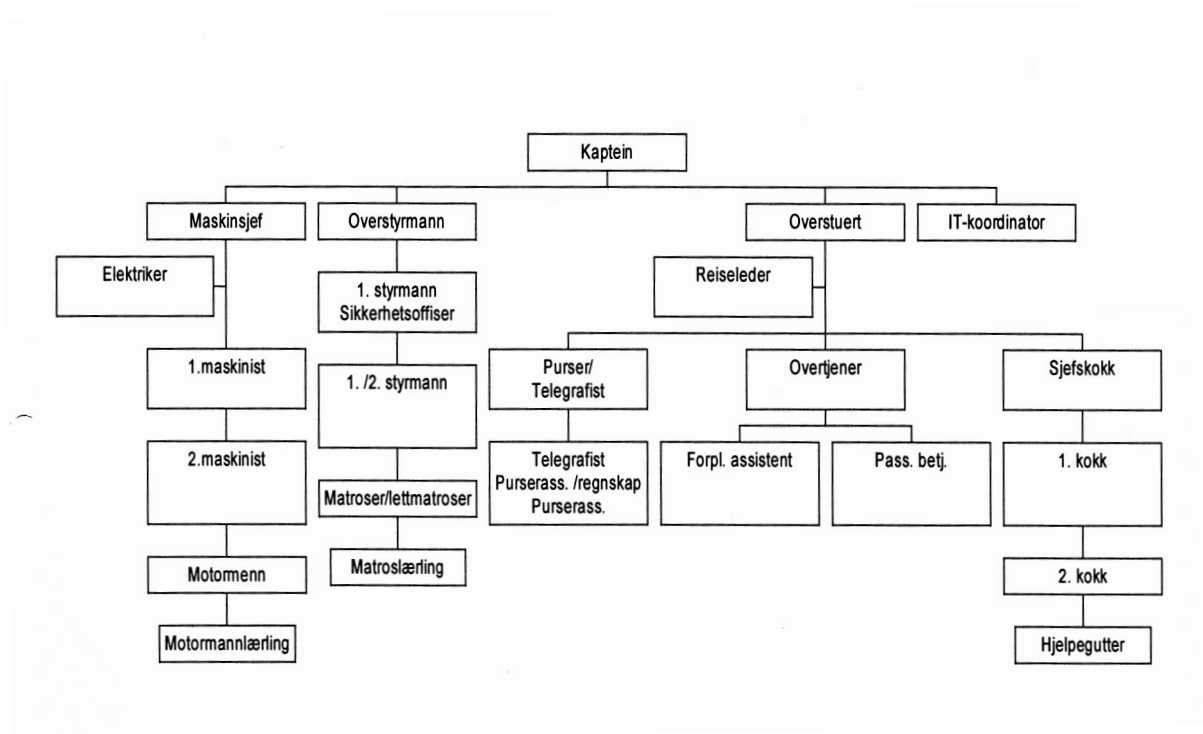 Kaptein
Maskinsjef
Overstyrmann
Overstuert
IT-koordinator
Elektriker
1. styrmann
Sikkerhetsoffiser
Reiseleder
1.maskinist
1. /2. styrmann
Purser/
Telegrafist
Overtjener
Sjefskokk
2.maskinist
Matroser/lettmatroser
Telegrafist
Purserass. /regnskap
Purserass.
Forpl. assistent
Pass. betj.
1. kokk
Motormenn
Matroslærling
2. kokk
Motormannlærling
Hjelpegutter